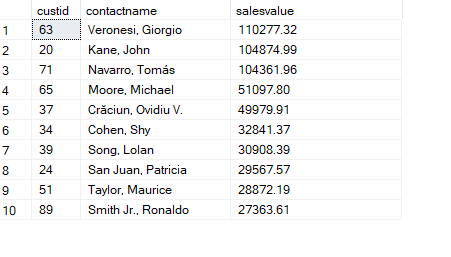 custid contactname salesvalue
1 63 Veronesi, Giorgio 110277.32
2 20 Kane, John 104874.99
3 71 Navarro, Tomás 104361.96
4 65 Moore, Michael 51097.80
5 37 Crăciun, Ovidiu V. 49979.91
6 34 Cohen, Shy 32841.37
7 39 Song, Lolan 30908.39
8 24 San Juan, Patricia 29567.57
9 51 Taylor, Maurice 28872.19
10 89 Smith Jr., Ronaldo 27363.61